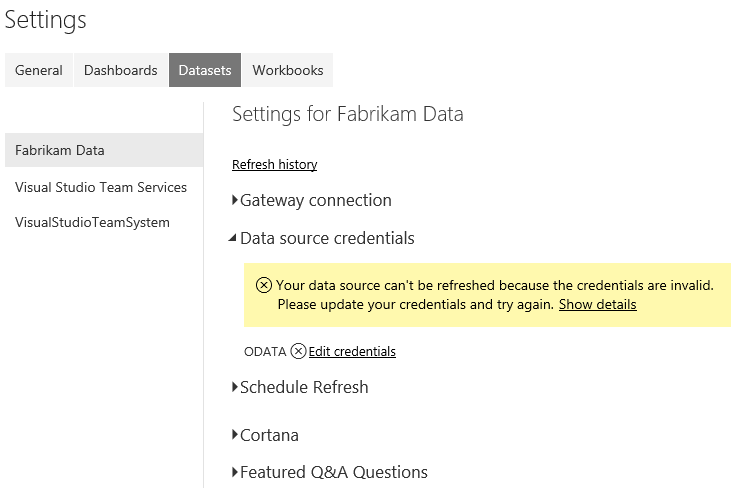 Settings
General Dashboards Datasets Workbooks
Settings for Fabrikam Data
Fabrikam Data
Visual Studio Team Services
VisualStudioTeamSystem
Refresh history
Gateway connection
Data source credentials
Your data source can't be refreshed because the credentials are invalid.
Please update your credentials and try again. Show details
ODATA Edit credentials
Schedule Refresh
Cortana
Featured Q&A Questions